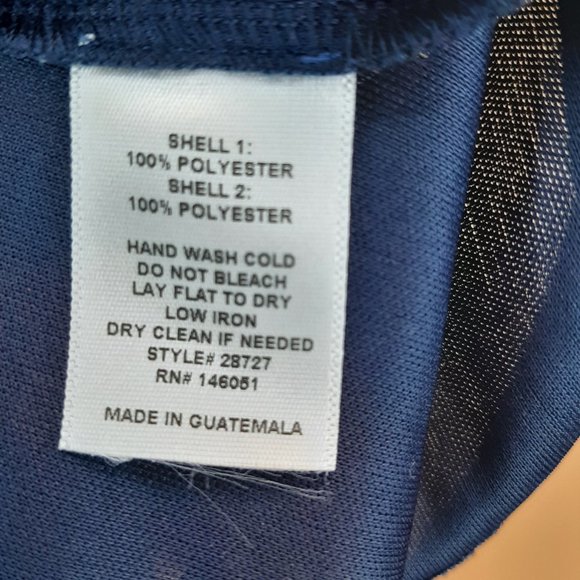 SHELL 1:
100% POLYESTER
SHELL 2:
100% POLYESTER
HAND WASH COLD
DO NOT BLEACH
LAY FLAT TO DRY
LOW IRON
DRY CLEAN IF NEEDED
STYLE# 28727
RN# 146051
MADE IN GUATEMALA